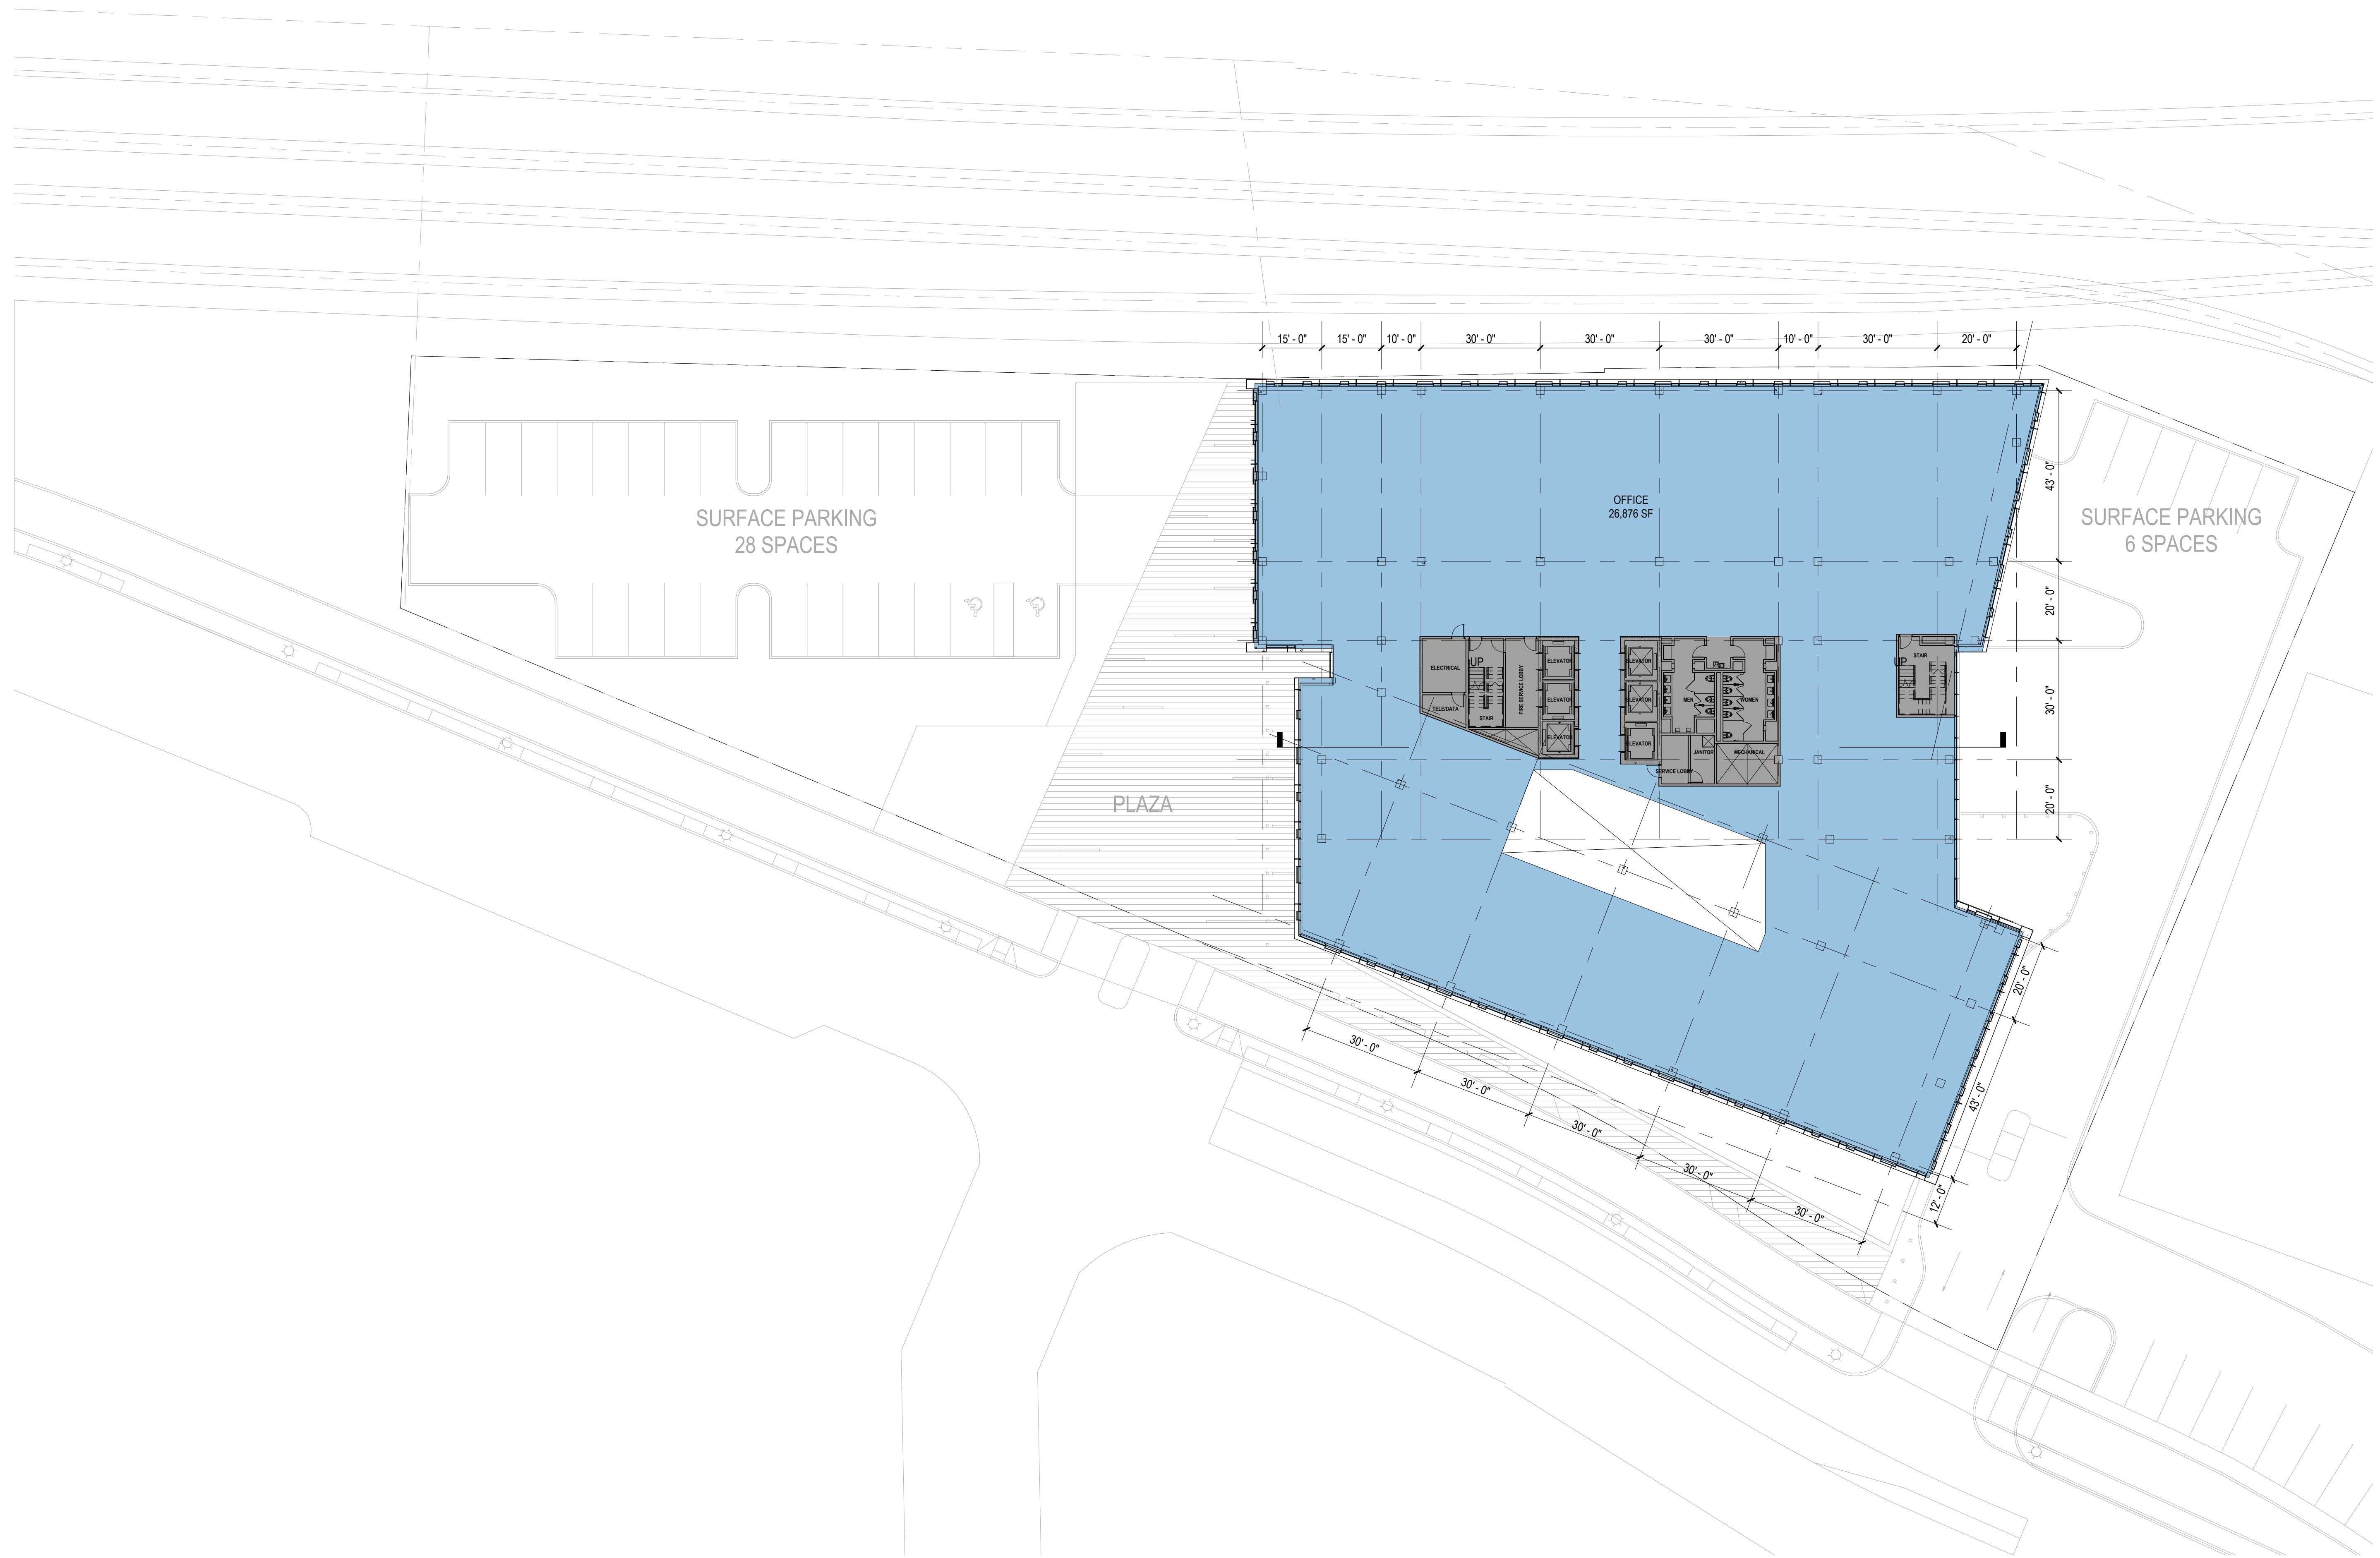 15' - 0"
15' - 0"
10' - 0"
30' - 0"
30' - 0"
30' - 0"
10' - 0"
30' - 0"
20' - 0"
43' - 0"
20' - 0"
30' - 0"
20' - 0"
OFFICE
26,876 SF
SURFACE PARKING
28 SPACES
SURFACE PARKING
6 SPACES
PLAZA
ELECTRICAL
UP
TELE/DATA
STAIR
FIRE SERVICE LOBBY
ELEVATOR
ELEVATOR
ELEVATOR
ELEVATOR
ELEVATOR
ELEVATOR
MEN
WOMEN
SERVICE LOBBY
JANITOR
MECHANICAL
STAIR
UP
20' - 0"
43' - 0"
12' - 0"
30' - 0"
30' - 0"
30' - 0"
30' - 0"
30' - 0"